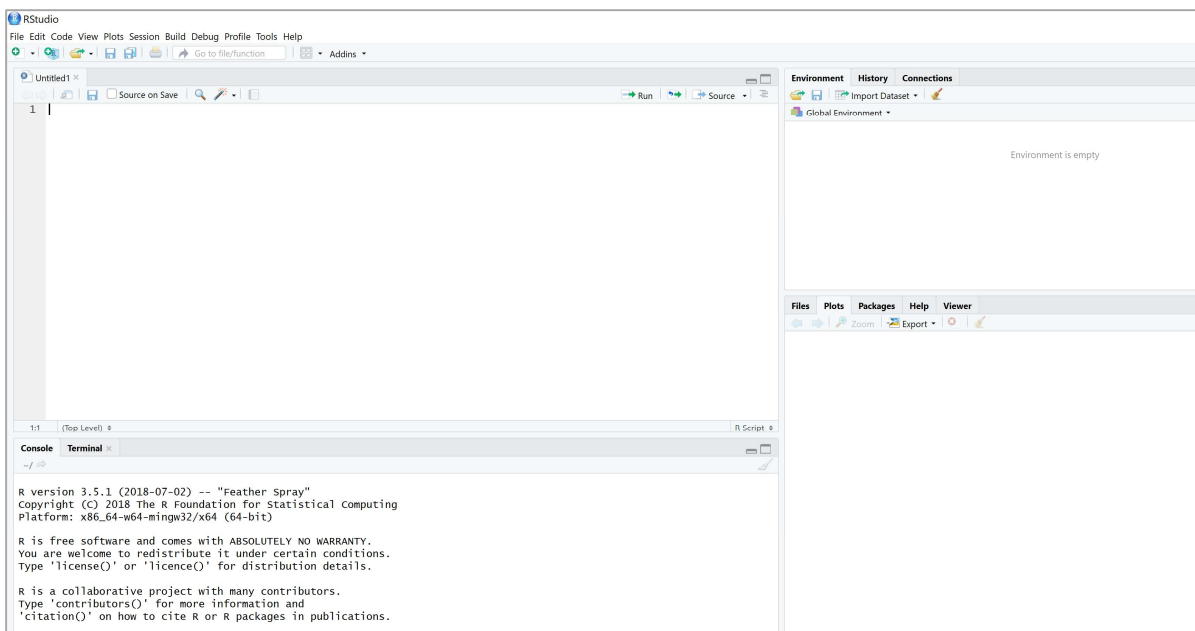 RStudio
File Edit Code View Plots Session Build Debug Profile Tools Help
Go to file/function Addins
Untitled1
Source on Save Run Source
1
1:1 (Top Level) R Script
Console Terminal
~/
R version 3.5.1 (2018-07-02) -- "Feather Spray"
Copyright (C) 2018 The R Foundation for Statistical Computing
Platform: x86_64-w64-mingw32/x64 (64-bit)
R is free software and comes with ABSOLUTELY NO WARRANTY.
You are welcome to redistribute it under certain conditions.
Type 'license()' or 'licence()' for distribution details.
R is a collaborative project with many contributors.
Type 'contributors()' for more information and
'citation()' on how to cite R or R packages in publications.
Environment History Connections
Import Dataset
Global Environment
Environment is empty
Files Plots Packages Help Viewer
Zoom Export